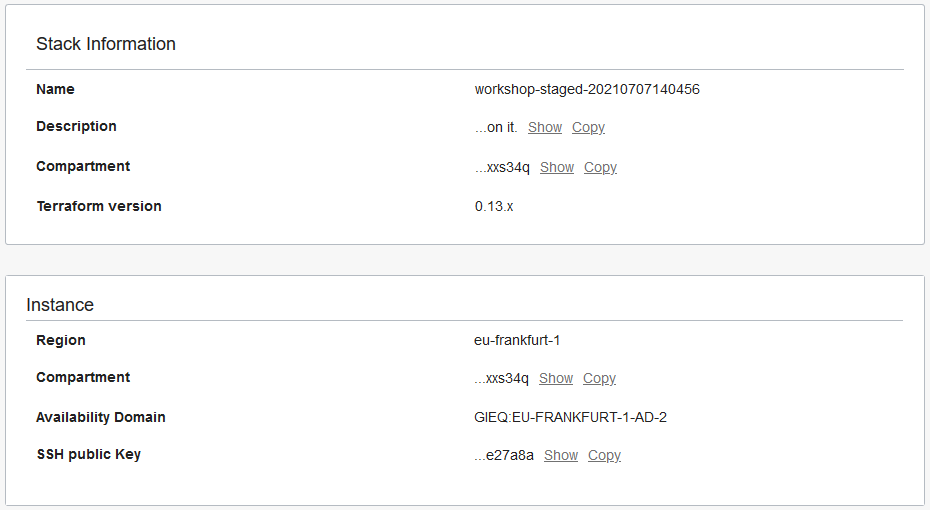 Stack Information
Name workshop-staged-20210707140456
Description ...on it. Show Copy
Compartment ...xxs34q Show Copy
Terraform version 0.13.x
Instance
Region eu-frankfurt-1
Compartment ...xxs34q Show Copy
Availability Domain GIEQ:EU-FRANKFURT-1-AD-2
SSH public Key ...e27a8a Show Copy